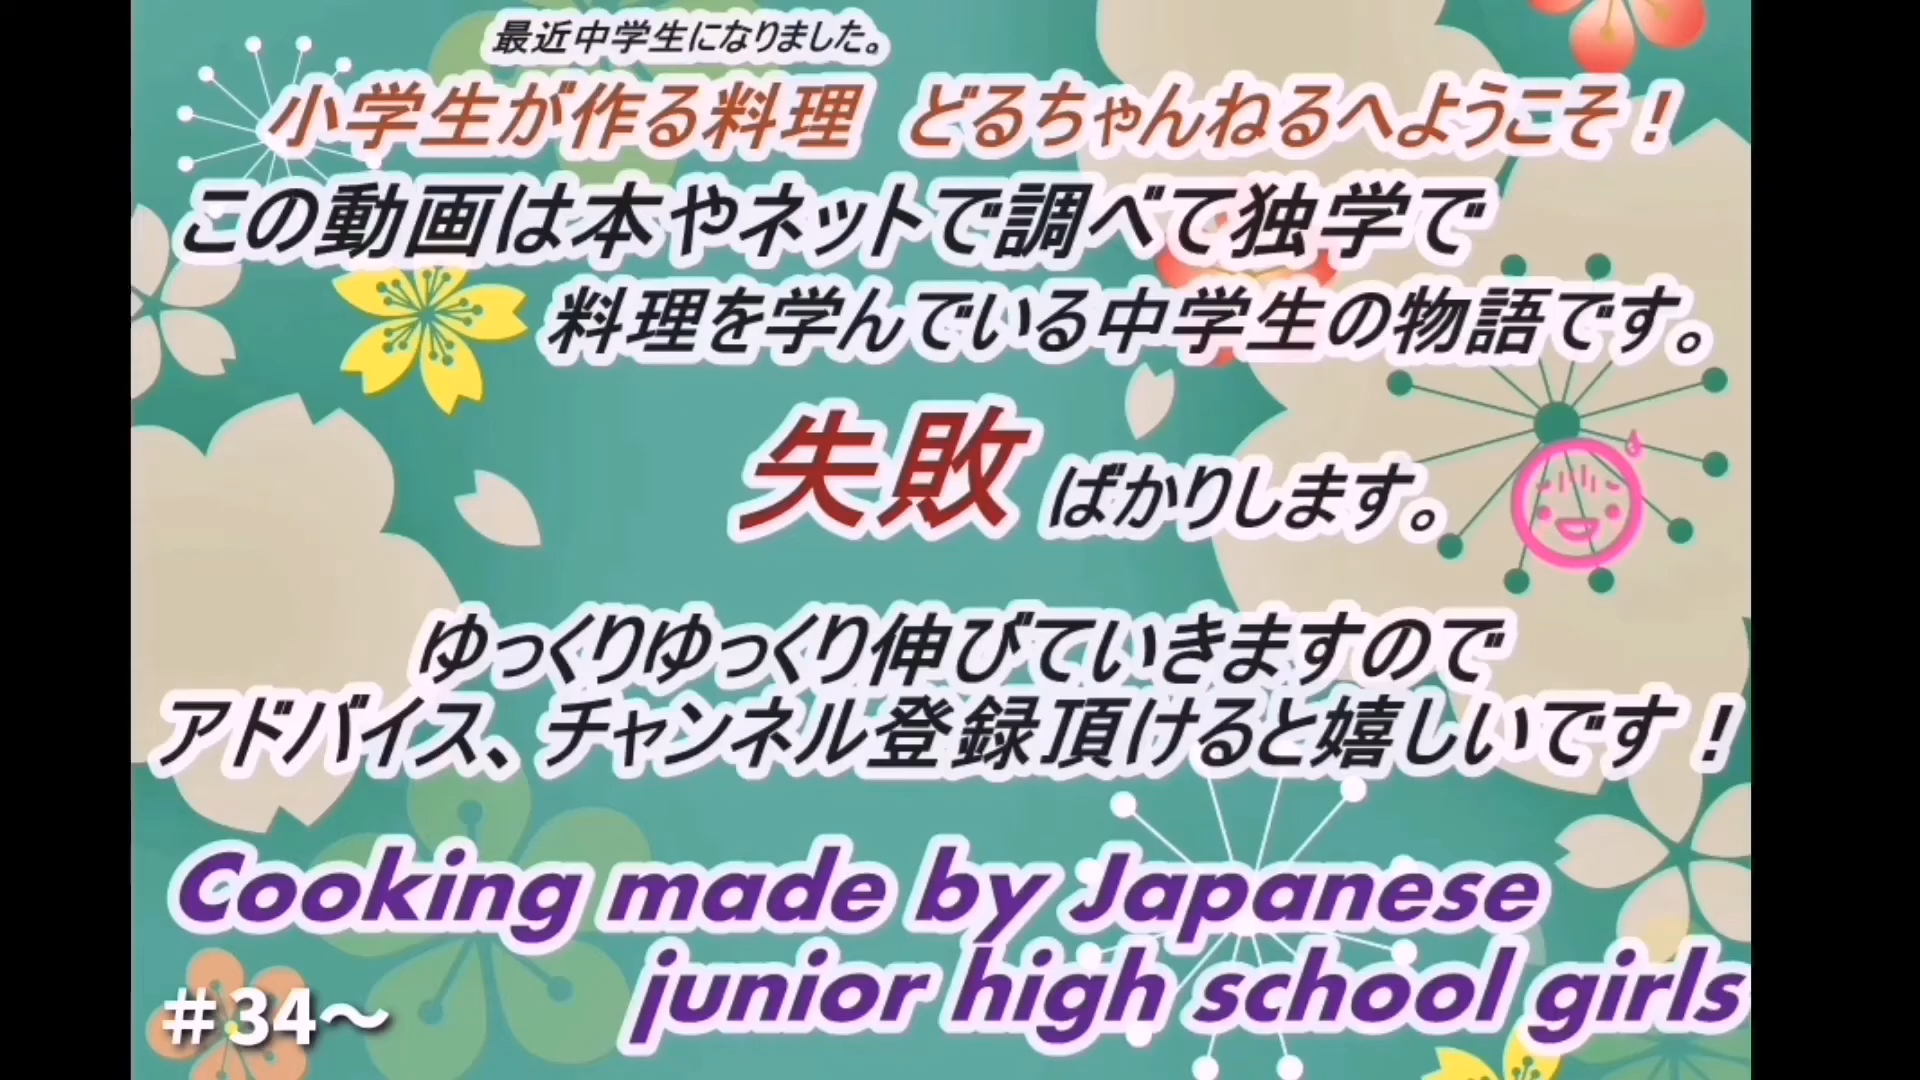 最近中学生になりました。
小学生が作る料理 どるちゃんねるへようこそ！
この動画は本やネットで調べて独学で
料理を学んでいる中学生の物語です。
失敗ばかりします。
ゆっくりゆっくり伸びていきますので
アドバイス、チャンネル登録頂けると嬉しいです！
Cooking made by Japanese
junior high school girls
＃34～